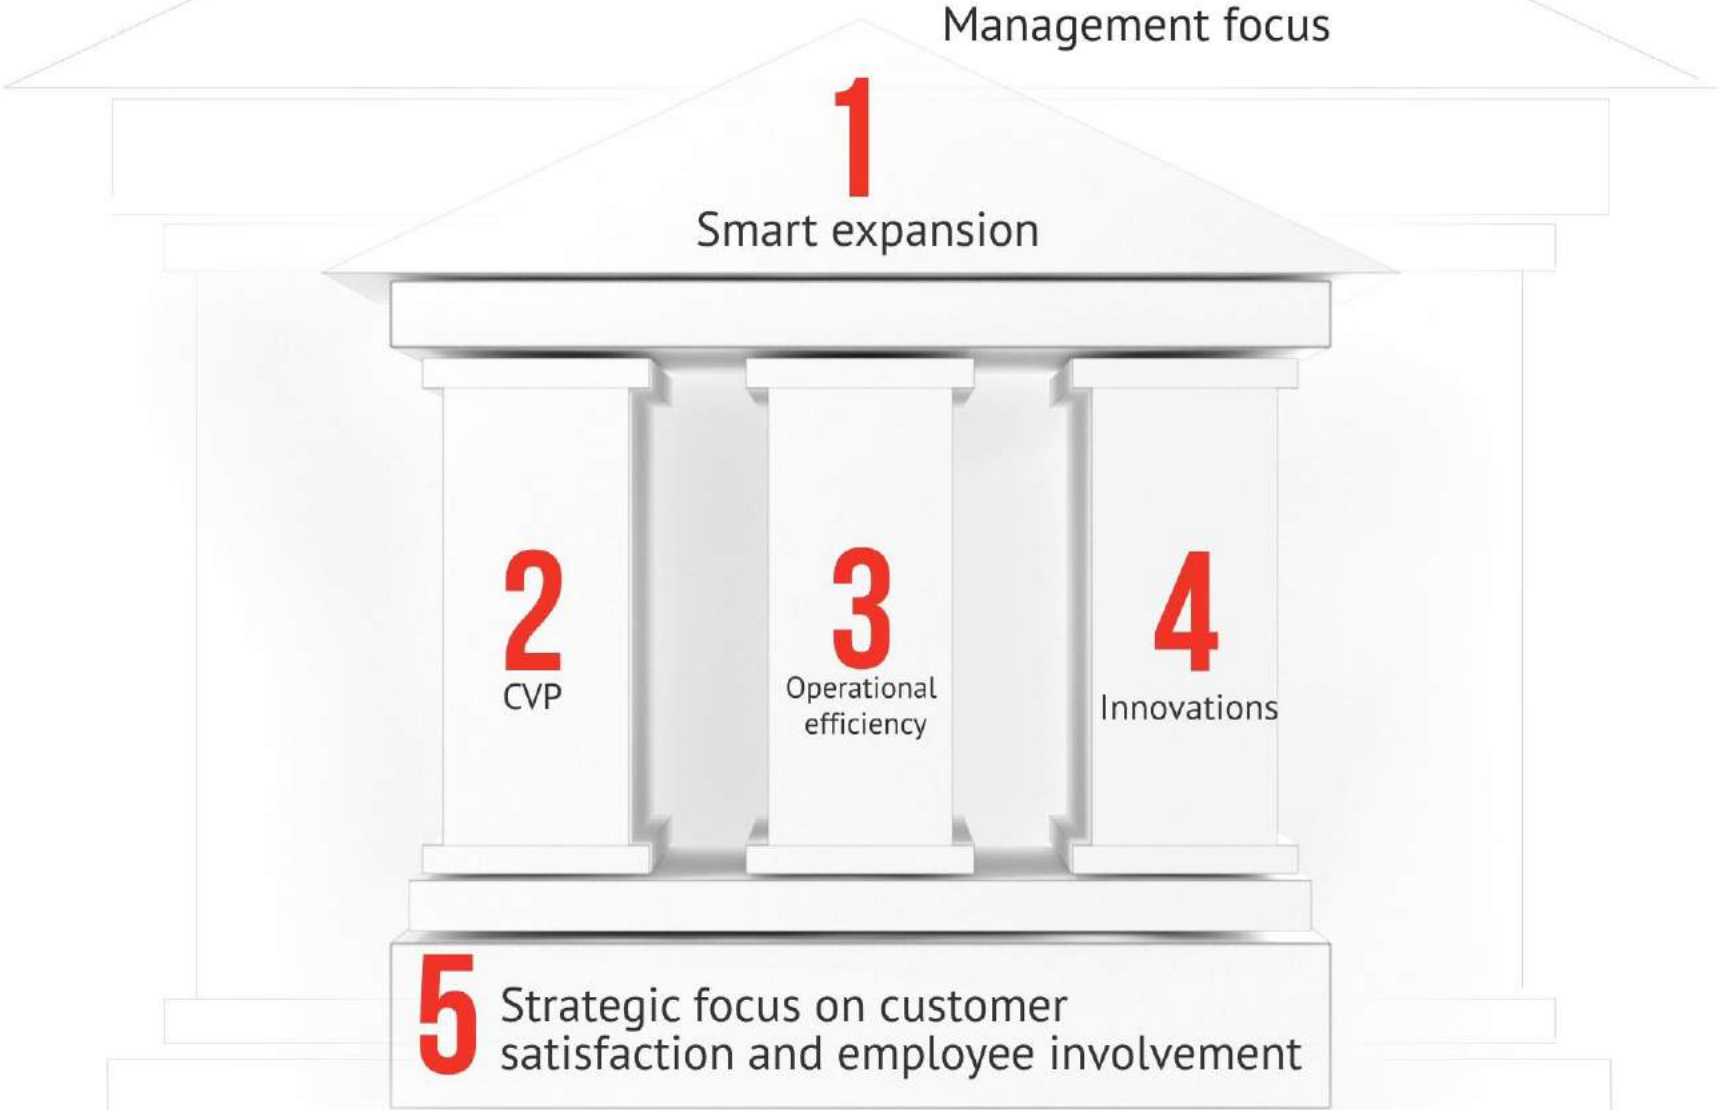 Management focus
1
Smart expansion
2
CVP
3
Operational
efficiency
4
Innovations
5
Strategic focus on customer
satisfaction and employee involvement